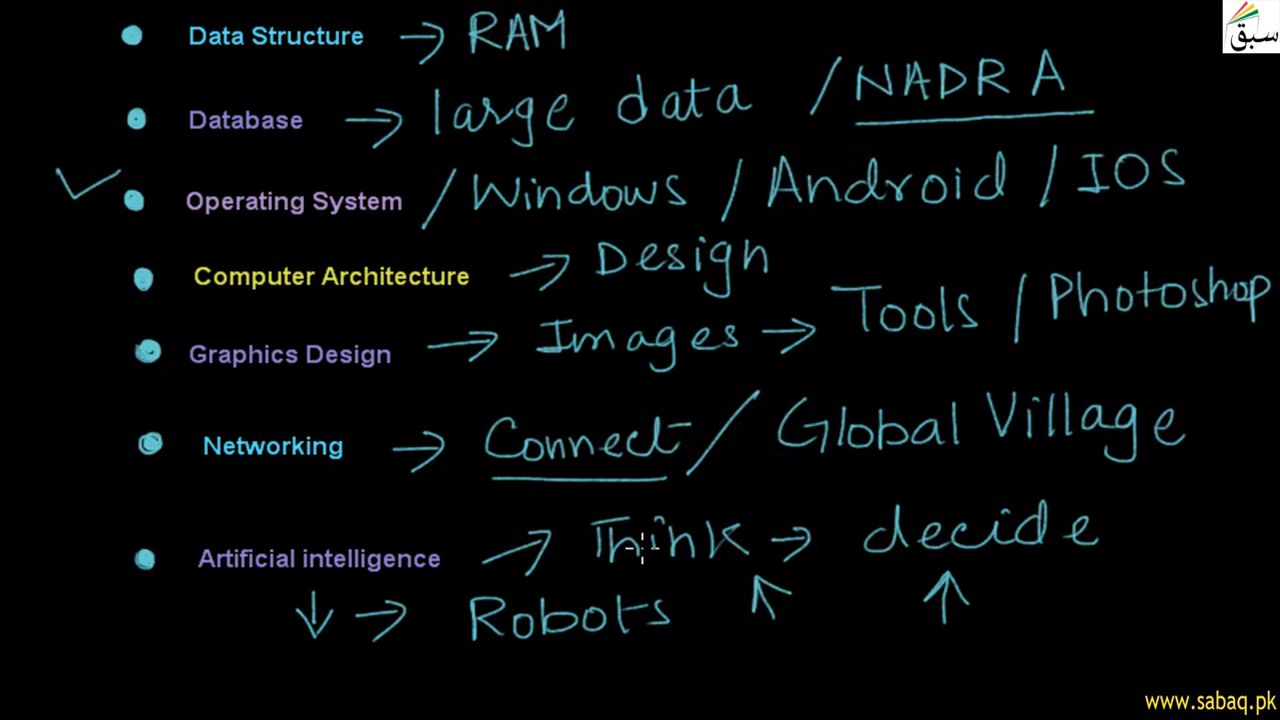 سبق
Data Structure → RAM
Database → large data / NADRA
Operating System / Windows / Android / IOS
Computer Architecture → Design
Graphics Design → Images → Tools / Photoshop
Networking → Connect / Global Village
Artificial intelligence → Think → decide
↓ → Robots ↑ ↑
www.sabaq.pk